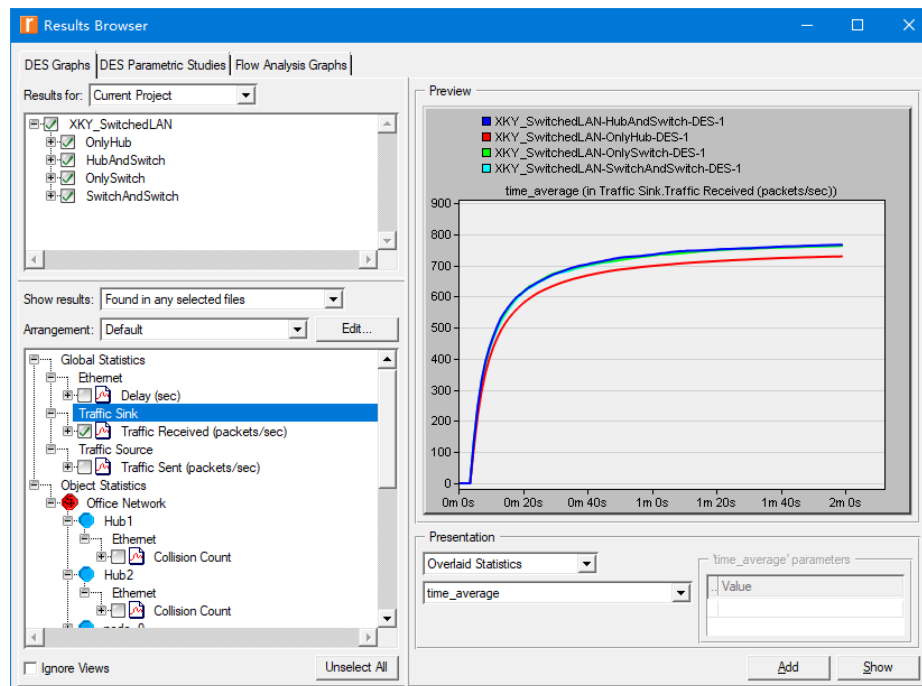 Results Browser
DES Graphs DES Parametric Studies Flow Analysis Graphs
Results for: Current Project
XKY_SwitchedLAN
OnlyHub
HubAndSwitch
OnlySwitch
SwitchAndSwitch
Show results: Found in any selected files
Arrangement: Default Edit...
Global Statistics
Ethernet
Delay (sec)
Traffic Sink
Traffic Received (packets/sec)
Traffic Source
Traffic Sent (packets/sec)
Object Statistics
Office Network
Hub1
Ethernet
Collision Count
Hub2
Ethernet
Collision Count
Ignore Views Unselect All
Preview
XKY_SwitchedLAN-HubAndSwitch-DES-1
XKY_SwitchedLAN-OnlyHub-DES-1
XKY_SwitchedLAN-OnlySwitch-DES-1
XKY_SwitchedLAN-SwitchAndSwitch-DES-1
time_average (in Traffic Sink.Traffic Received (packets/sec))
900
800
700
600
500
400
300
200
100
0
0m 0s 0m 20s 0m 40s 1m 0s 1m 20s 1m 40s 2m 0s
Presentation
Overlaid Statistics
time_average
'time_average' parameters
.. Value
Add Show